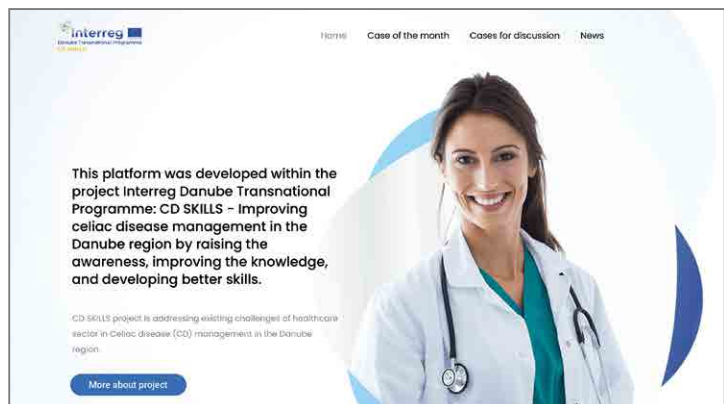 Interreg
Danube Transnational Programme
CD SKILLS
Home Case of the month Cases for discussion News
This platform was developed within the
project Interreg Danube Transnational
Programme: CD SKILLS - Improving
celiac disease management in the
Danube region by raising the
awareness, improving the knowledge,
and developing better skills.
CD SKILLS project is addressing existing challenges of healthcare
sector in Celiac disease (CD) management in the Danube
region.
More about project